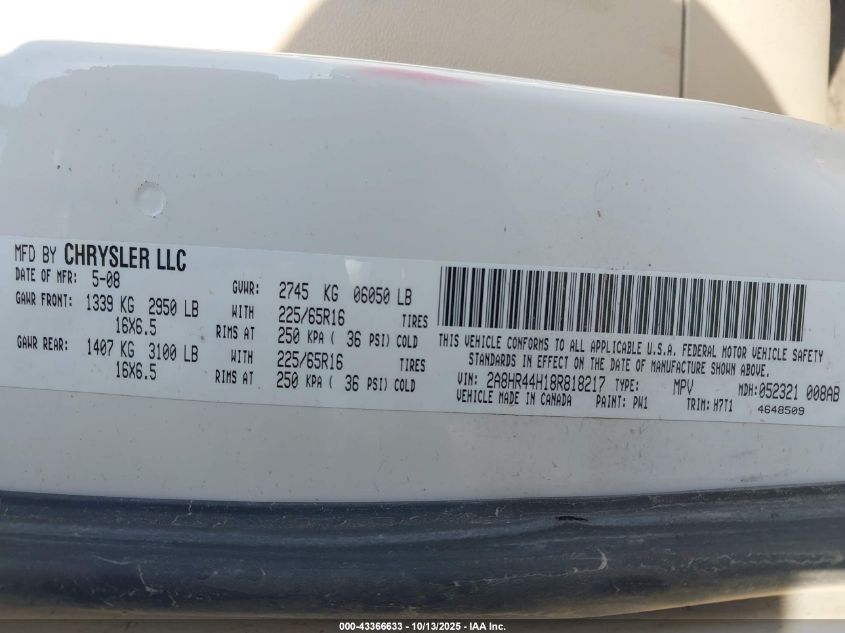 MFD BY CHRYSLER LLC
DATE OF MFR: 5-08 GVWR: 2745 KG 06050 LB
GAWR FRONT: 1339 KG 2950 LB WITH 225/65R16 TIRES
16X6.5 RIMS AT 250 KPA ( 36 PSI) COLD
GAWR REAR: 1407 KG 3100 LB WITH 225/65R16 TIRES
16X6.5 RIMS AT 250 KPA ( 36 PSI) COLD
THIS VEHICLE CONFORMS TO ALL APPLICABLE U.S.A. FEDERAL MOTOR VEHICLE SAFETY
STANDARDS IN EFFECT ON THE DATE OF MANUFACTURE SHOWN ABOVE.
VIN: 2A8HR44H18R818217 TYPE: MPV MDH:052321 008AB
VEHICLE MADE IN CANADA PAINT: PW1 TRIM: H7T1
4648509
000-43366633 - 10/13/2025 - IAA Inc.